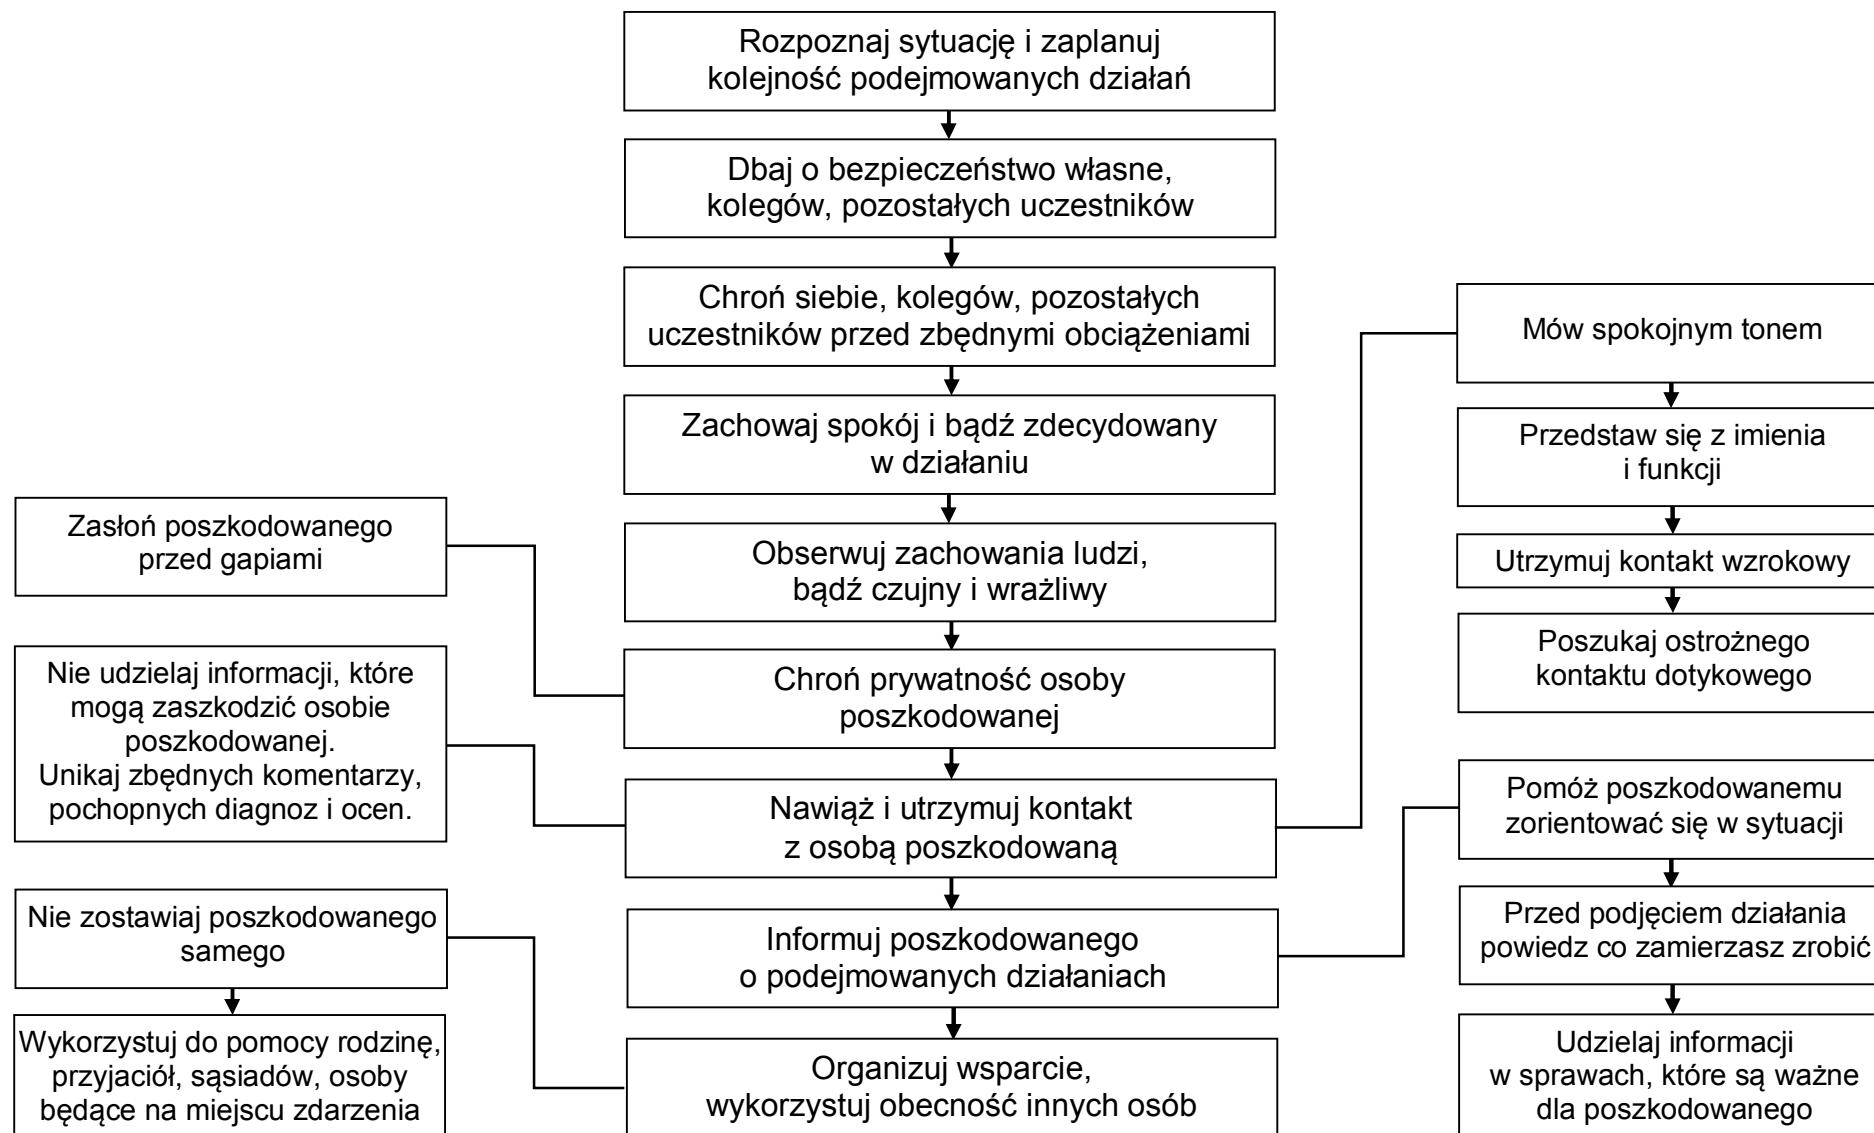 Rozpoznaj sytuację i zaplanuj
kolejność podejmowanych działań
Dbaj o bezpieczeństwo własne,
kolegów, pozostałych uczestników
Chroń siebie, kolegów, pozostałych
uczestników przed zbędnymi obciążeniami
Zachowaj spokój i bądź zdecydowany
w działaniu
Obserwuj zachowania ludzi,
bądź czujny i wrażliwy
Chroń prywatność osoby
poszkodowanej
Nawiąż i utrzymuj kontakt
z osobą poszkodowaną
Informuj poszkodowanego
o podejmowanych działaniach
Organizuj wsparcie,
wykorzystuj obecność innych osób
Zasłoń poszkodowanego
przed gapiami
Nie udzielaj informacji, które
mogą zaszkodzić osobie
poszkodowanej.
Unikaj zbędnych komentarzy,
pochopnych diagnoz i ocen.
Nie zostawiaj poszkodowanego
samego
Wykorzystuj do pomocy rodzinę,
przyjaciół, sąsiadów, osoby
będące na miejscu zdarzenia
Mów spokojnym tonem
Przedstaw się z imienia
i funkcji
Utrzymuj kontakt wzrokowy
Poszukaj ostrożnego
kontaktu dotykowego
Pomóż poszkodowanemu
zorientować się w sytuacji
Przed podjęciem działania
powiedz co zamierzasz zrobić
Udzielaj informacji
w sprawach, które są ważne
dla poszkodowanego